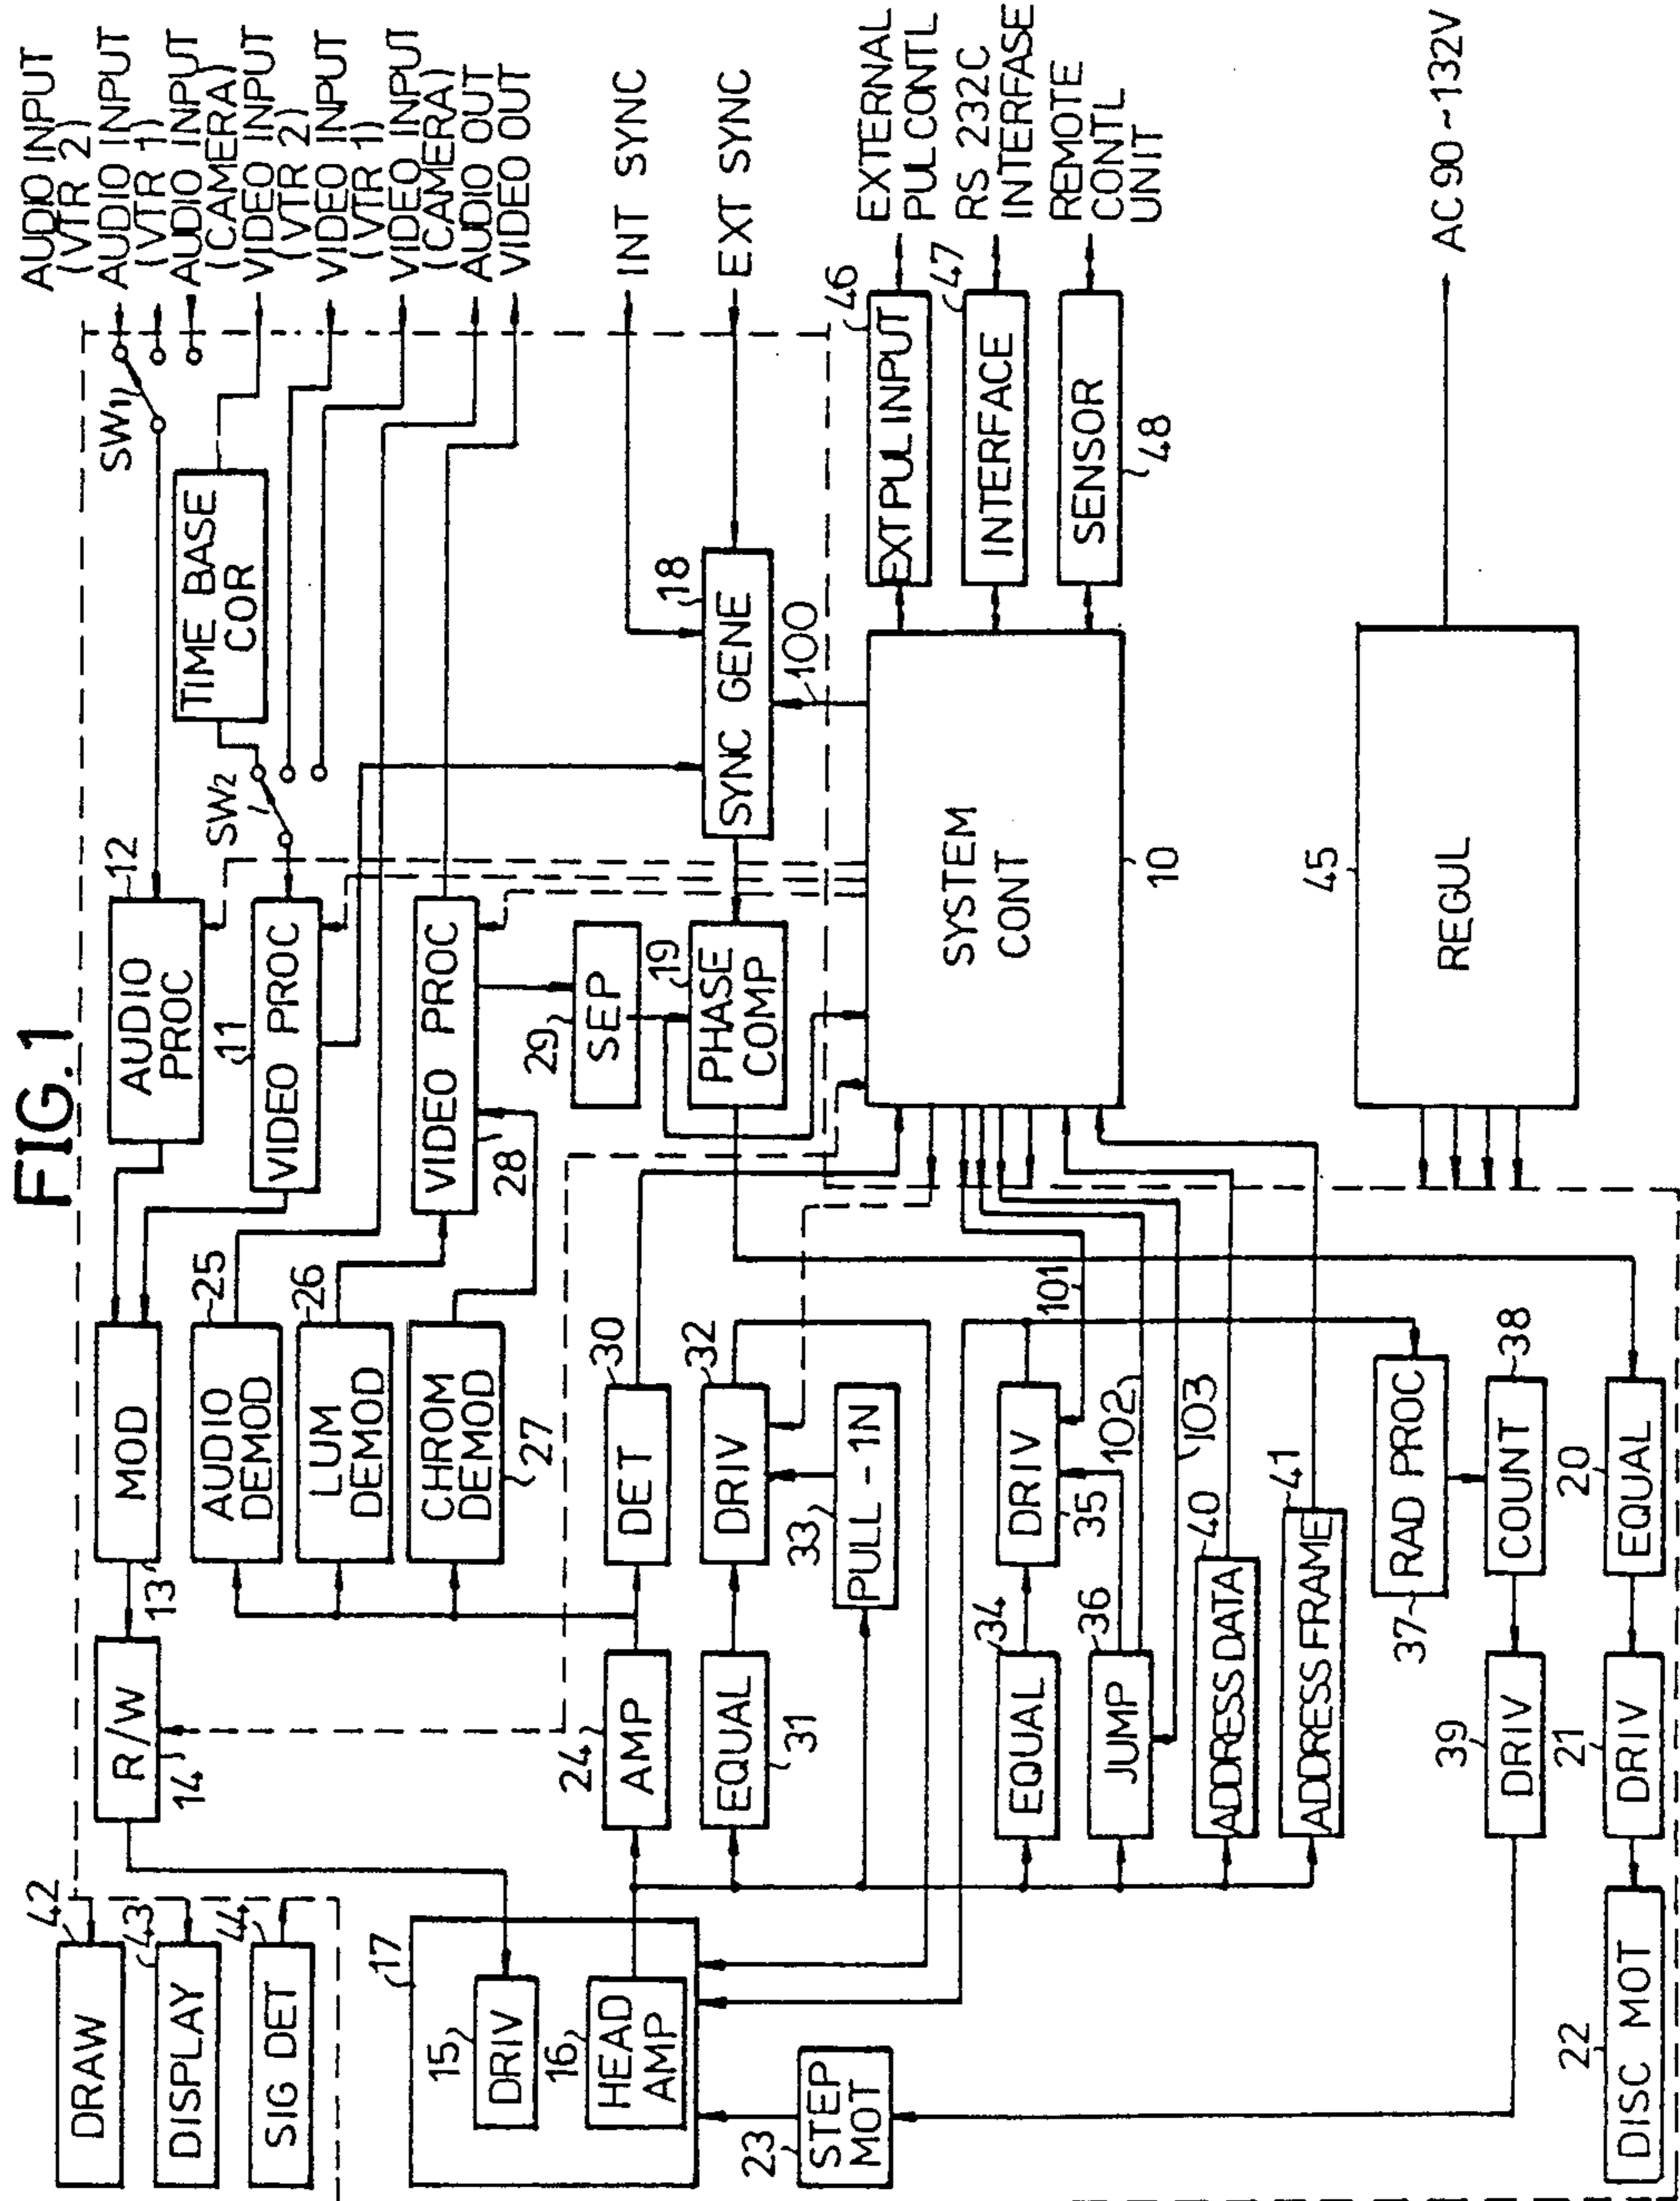 FIG.1
AUDIO INPUT
(VTR 2)
AUDIO INPUT
(VTR 1)
AUDIO INPUT
(CAMERA)
VIDEO INPUT
(VTR 2)
VIDEO INPUT
(VTR 1)
VIDEO INPUT
(CAMERA)
AUDIO OUT
VIDEO OUT
INT SYNC
EXT SYNC
EXTERNAL
PUL CONTL
RS 232C
INTERFASE
REMOTE
CONTL
UNIT
AC 90~132V
SW1
TIME BASE
COR
SW2
12
AUDIO
PROC
11
VIDEO PROC
VIDEO PROC
28
29
SEP
19
PHASE
COMP
18
SYNC GENE
100
46
EXT PUL INPUT
47
INTERFACE
SENSOR
48
SYSTEM
CONT
10
45
REGUL
MOD
13
AUDIO
DEMOD
25
LUM
DEMOD
26
CHROM
DEMOD
27
R/W
14
DET
30
DRIV
32
33
PULL-1N
24
AMP
EQUAL
31
101
DRIV
35
102
103
34
EQUAL
36
JUMP
40
ADDRESS DATA
41
ADDRESS FRAME
37
RAD PROC
38
COUNT
39
DRIV
20
EQUAL
21
DRIV
22
DISC MOT
42
DRAW
43
DISPLAY
44
SIG DET
17
15
DRIV
16
HEAD
AMP
23
STEP
MOT